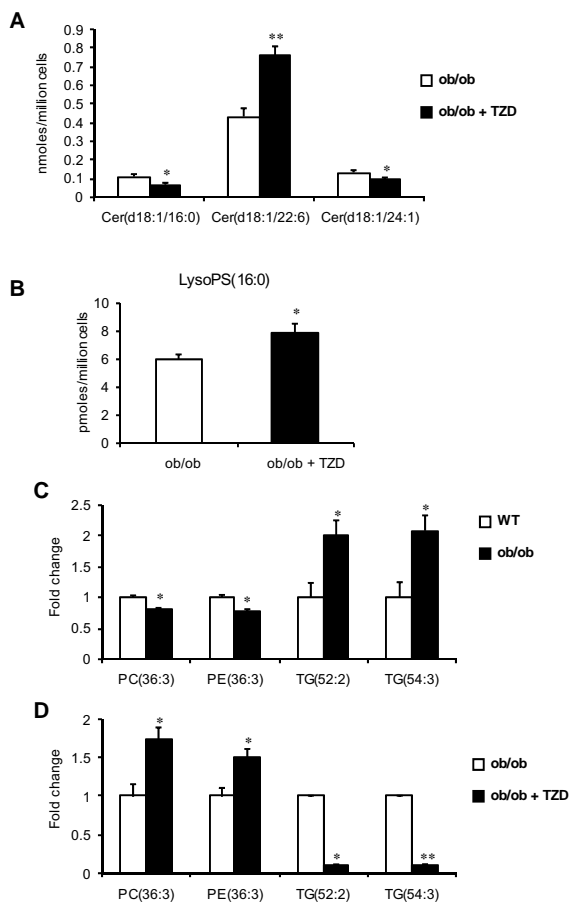 A
nmoles/million cells
0.9
0.8
0.7
0.6
0.5
0.4
0.3
0.2
0.1
0
*
**
*
Cer(d18:1/16:0) Cer(d18:1/22:6) Cer(d18:1/24:1)
ob/ob
ob/ob + TZD
B
LysoPS(16:0)
pmoles/million cells
10
8
6
4
2
0
*
ob/ob ob/ob + TZD
C
Fold change
2.5
2
1.5
1
0.5
0
* * * *
PC(36:3) PE(36:3) TG(52:2) TG(54:3)
WT
ob/ob
D
Fold change
2
1.5
1
0.5
0
* * * **
PC(36:3) PE(36:3) TG(52:2) TG(54:3)
ob/ob
ob/ob + TZD